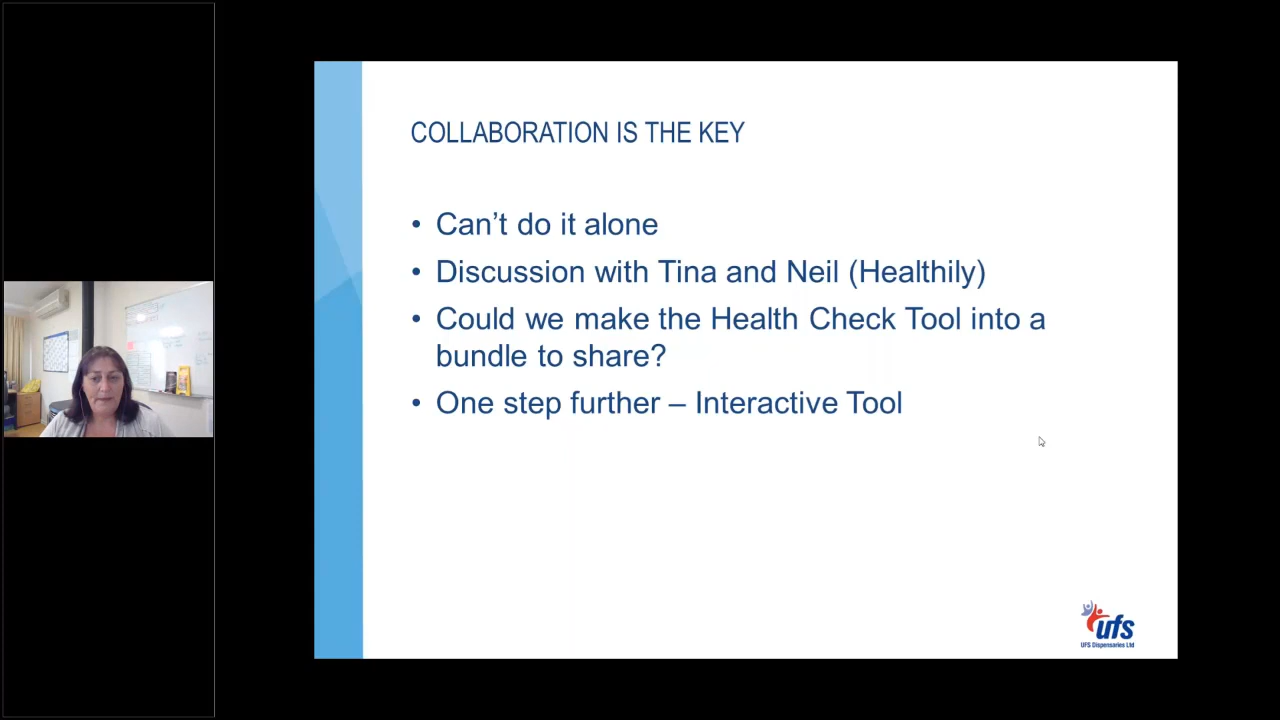 COLLABORATION IS THE KEY
• Can’t do it alone
• Discussion with Tina and Neil (Healthily)
• Could we make the Health Check Tool into a
bundle to share?
• One step further – Interactive Tool
ufs
UFS Dispensaries Ltd